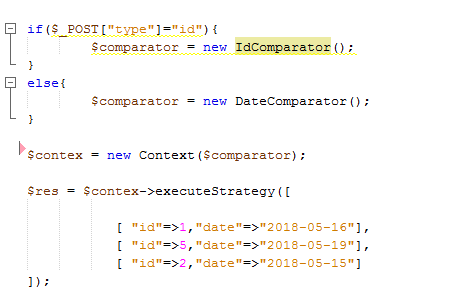 if($_POST["type"]="id"){
$comparator = new IdComparator();
}
else{
$comparator = new DateComparator();
}
$contex = new Context($comparator);
$res = $contex->executeStrategy([
[ "id"=>1,"date"=>"2018-05-16"],
[ "id"=>5,"date"=>"2018-05-19"],
[ "id"=>2,"date"=>"2018-05-15"]
]);